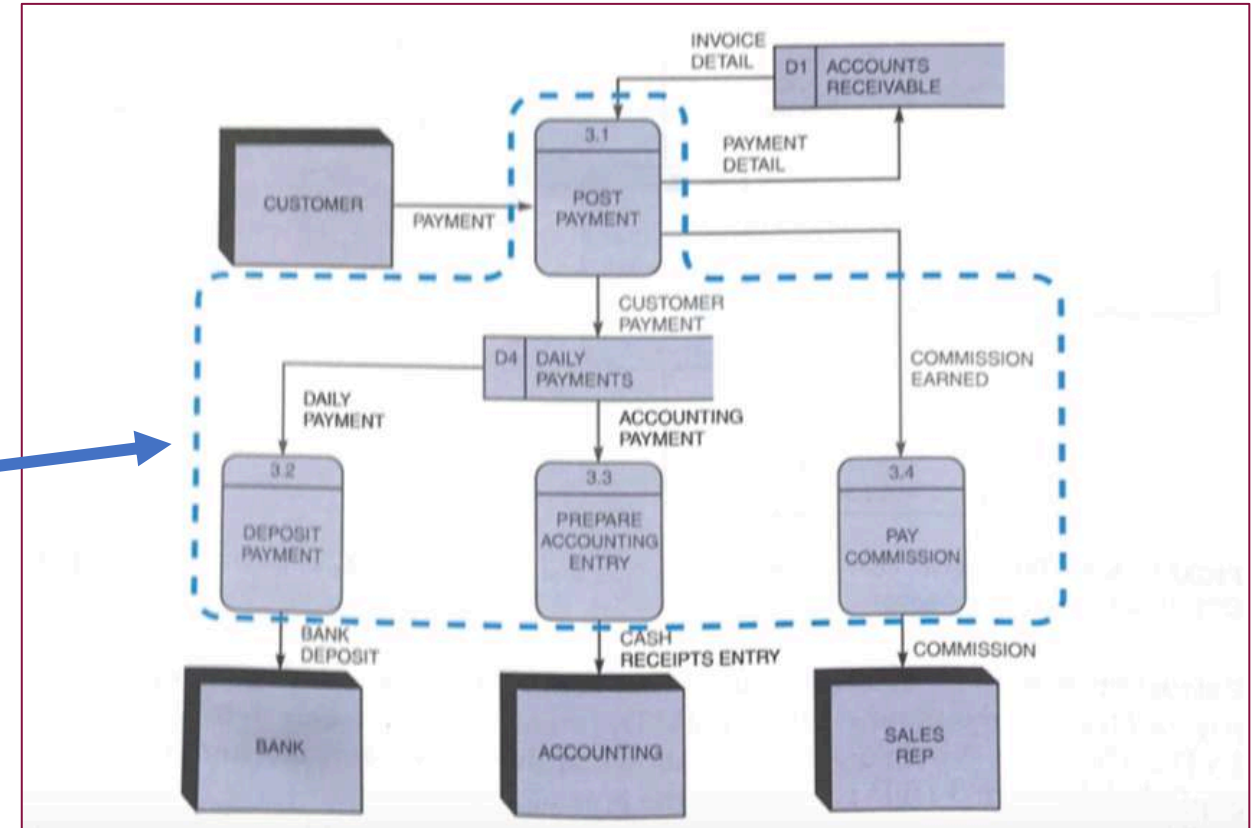 INVOICE
DETAIL
D1
ACCOUNTS
RECEIVABLE
3.1
POST
PAYMENT
PAYMENT
DETAIL
CUSTOMER
PAYMENT
CUSTOMER
PAYMENT
D4
DAILY
PAYMENTS
COMMISSION
EARNED
DAILY
PAYMENT
ACCOUNTING
PAYMENT
3.2
DEPOSIT
PAYMENT
3.3
PREPARE
ACCOUNTING
ENTRY
3.4
PAY
COMMISSION
BANK
DEPOSIT
CASH
RECEIPTS ENTRY
COMMISSION
BANK
ACCOUNTING
SALES
REP